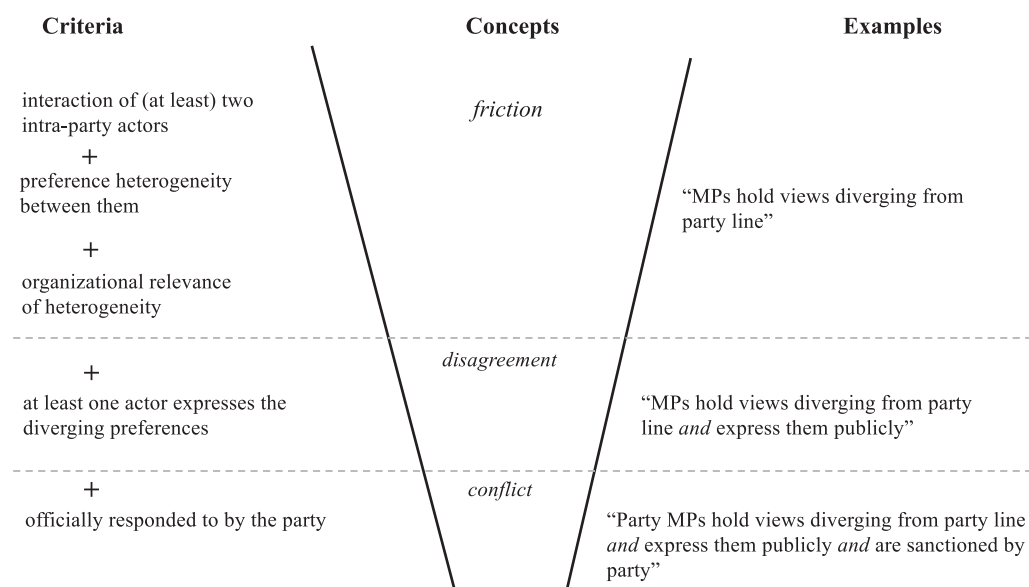 Criteria
Concepts
Examples
interaction of (at least) two
intra-party actors
+
preference heterogeneity
between them
+
organizational relevance
of heterogeneity
friction
“MPs hold views diverging from
party line”
+
at least one actor expresses the
diverging preferences
disagreement
“MPs hold views diverging from party
line and express them publicly”
+
officially responded to by the party
conflict
“Party MPs hold views diverging from party line
and express them publicly and are sanctioned by
party”